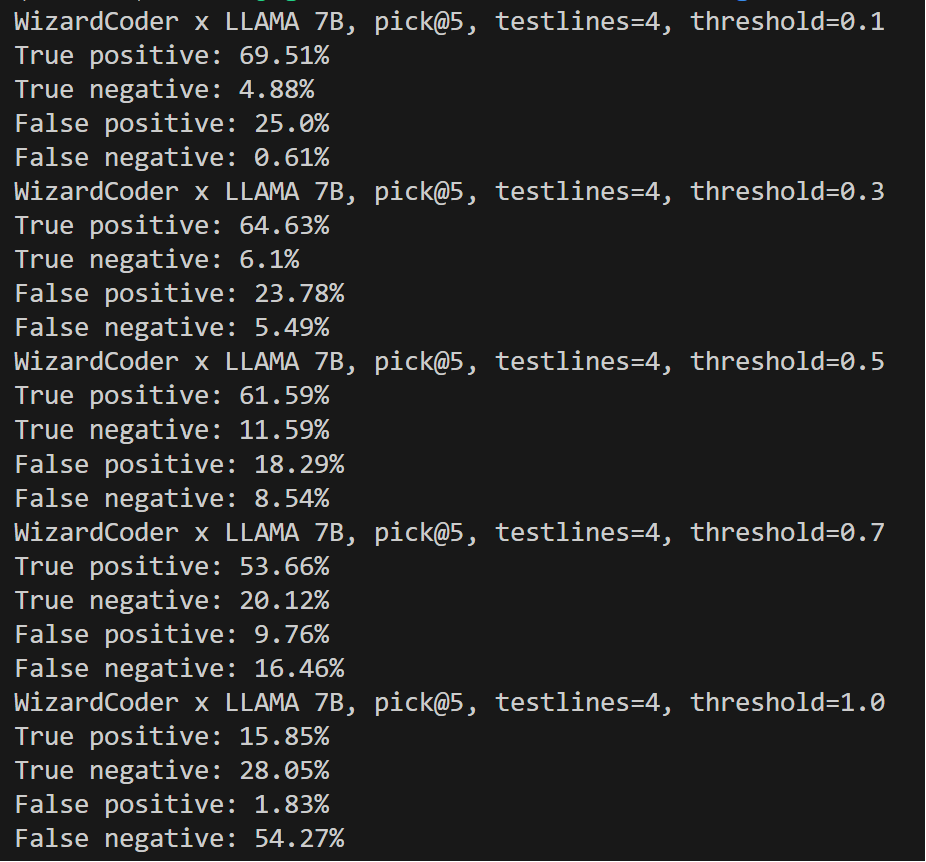 WizardCoder x LLAMA 7B, pick@5, testlines=4, threshold=0.1
True positive: 69.51%
True negative: 4.88%
False positive: 25.0%
False negative: 0.61%
WizardCoder x LLAMA 7B, pick@5, testlines=4, threshold=0.3
True positive: 64.63%
True negative: 6.1%
False positive: 23.78%
False negative: 5.49%
WizardCoder x LLAMA 7B, pick@5, testlines=4, threshold=0.5
True positive: 61.59%
True negative: 11.59%
False positive: 18.29%
False negative: 8.54%
WizardCoder x LLAMA 7B, pick@5, testlines=4, threshold=0.7
True positive: 53.66%
True negative: 20.12%
False positive: 9.76%
False negative: 16.46%
WizardCoder x LLAMA 7B, pick@5, testlines=4, threshold=1.0
True positive: 15.85%
True negative: 28.05%
False positive: 1.83%
False negative: 54.27%